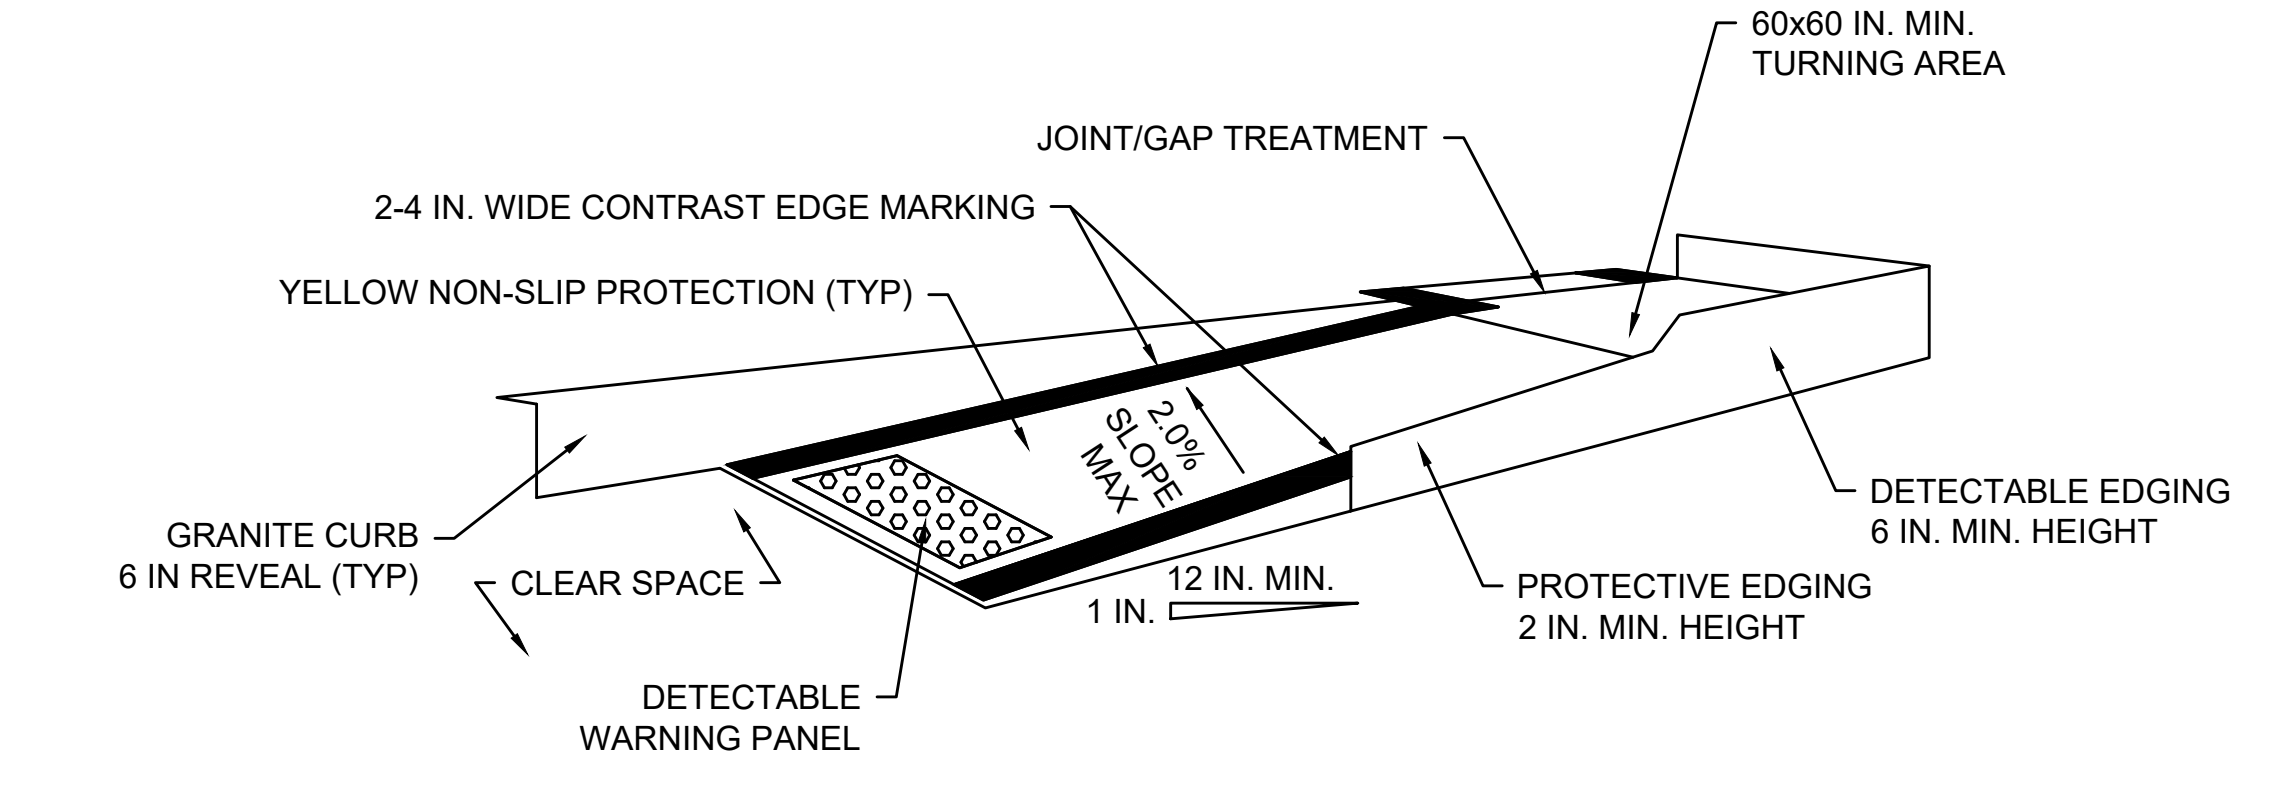 60x60 IN. MIN.
TURNING AREA
JOINT/GAP TREATMENT
2-4 IN. WIDE CONTRAST EDGE MARKING
YELLOW NON-SLIP PROTECTION (TYP)
2.0%
SLOPE
MAX
DETECTABLE EDGING
6 IN. MIN. HEIGHT
GRANITE CURB
6 IN REVEAL (TYP)
CLEAR SPACE
12 IN. MIN.
1 IN.
PROTECTIVE EDGING
2 IN. MIN. HEIGHT
DETECTABLE
WARNING PANEL